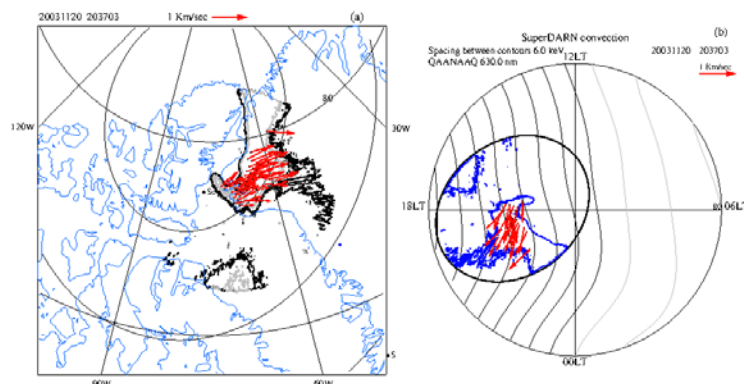 20031120 203703 1 Km/sec (a)
80
120W
30W
S
90W
60W
(b)
SuperDARN convection
Spacing between contours 6.0 keV 20031120 203703
QAANAAQ 630.0 nm 12LT
1 Km/sec
18LT 80 06LT
00LT